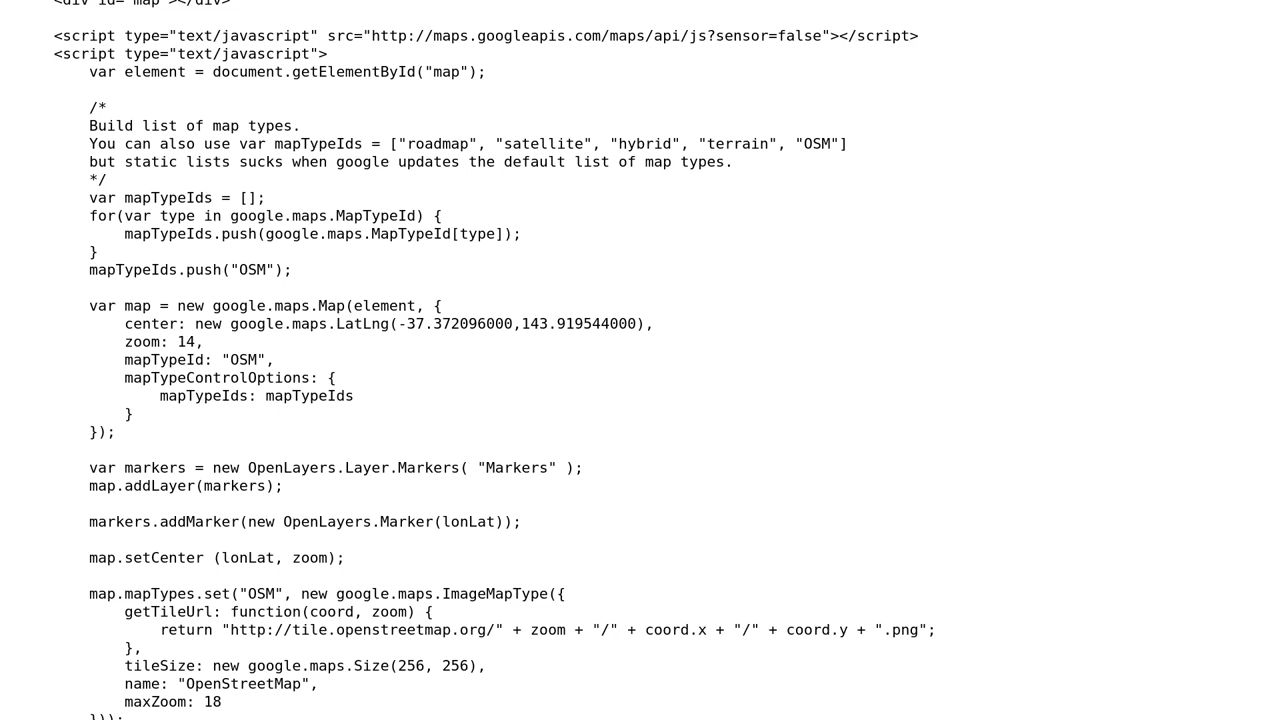 <div id="map"></div>
<script type="text/javascript" src="http://maps.googleapis.com/maps/api/js?sensor=false"></script>
<script type="text/javascript">
var element = document.getElementById("map");
/*
Build list of map types.
You can also use var mapTypeIds = ["roadmap", "satellite", "hybrid", "terrain", "OSM"]
but static lists sucks when google updates the default list of map types.
*/
var mapTypeIds = [];
for(var type in google.maps.MapTypeId) {
mapTypeIds.push(google.maps.MapTypeId[type]);
}
mapTypeIds.push("OSM");
var map = new google.maps.Map(element, {
center: new google.maps.LatLng(-37.372096000,143.919544000),
zoom: 14,
mapTypeId: "OSM",
mapTypeControlOptions: {
mapTypeIds: mapTypeIds
}
});
var markers = new OpenLayers.Layer.Markers( "Markers" );
map.addLayer(markers);
markers.addMarker(new OpenLayers.Marker(lonLat));
map.setCenter (lonLat, zoom);
map.mapTypes.set("OSM", new google.maps.ImageMapType({
getTileUrl: function(coord, zoom) {
return "http://tile.openstreetmap.org/" + zoom + "/" + coord.x + "/" + coord.y + ".png";
},
tileSize: new google.maps.Size(256, 256),
name: "OpenStreetMap",
maxZoom: 18
}));